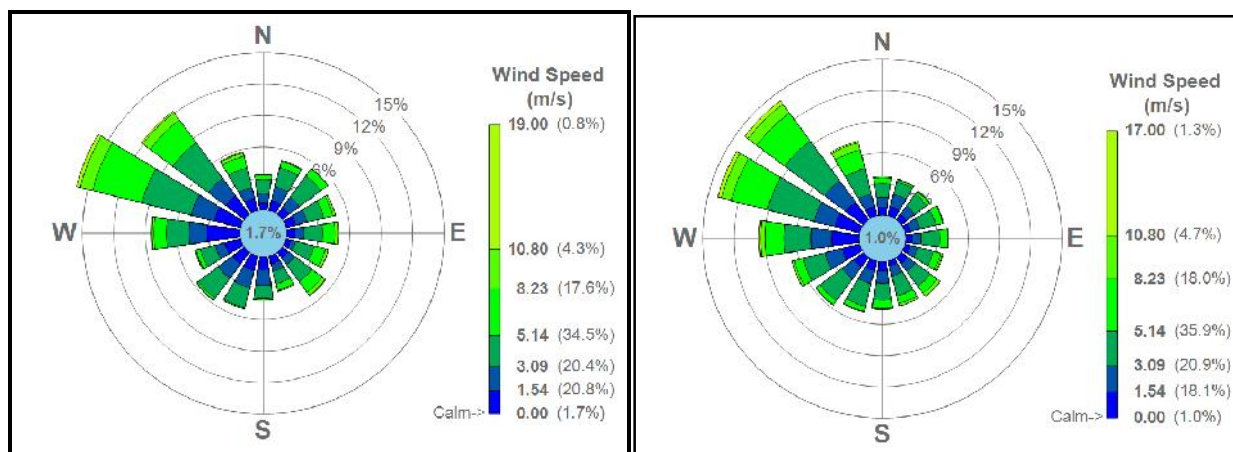 N
Wind Speed
(m/s)
15%
12%
9%
6%
W
1.7%
E
S
19.00 (0.8%)
10.80 (4.3%)
8.23 (17.6%)
5.14 (34.5%)
3.09 (20.4%)
1.54 (20.8%)
Calm-> 0.00 (1.7%)
N
Wind Speed
(m/s)
15%
12%
9%
6%
W
1.0%
E
S
17.00 (1.3%)
10.80 (4.7%)
8.23 (18.0%)
5.14 (35.9%)
3.09 (20.9%)
1.54 (18.1%)
Calm-> 0.00 (1.0%)